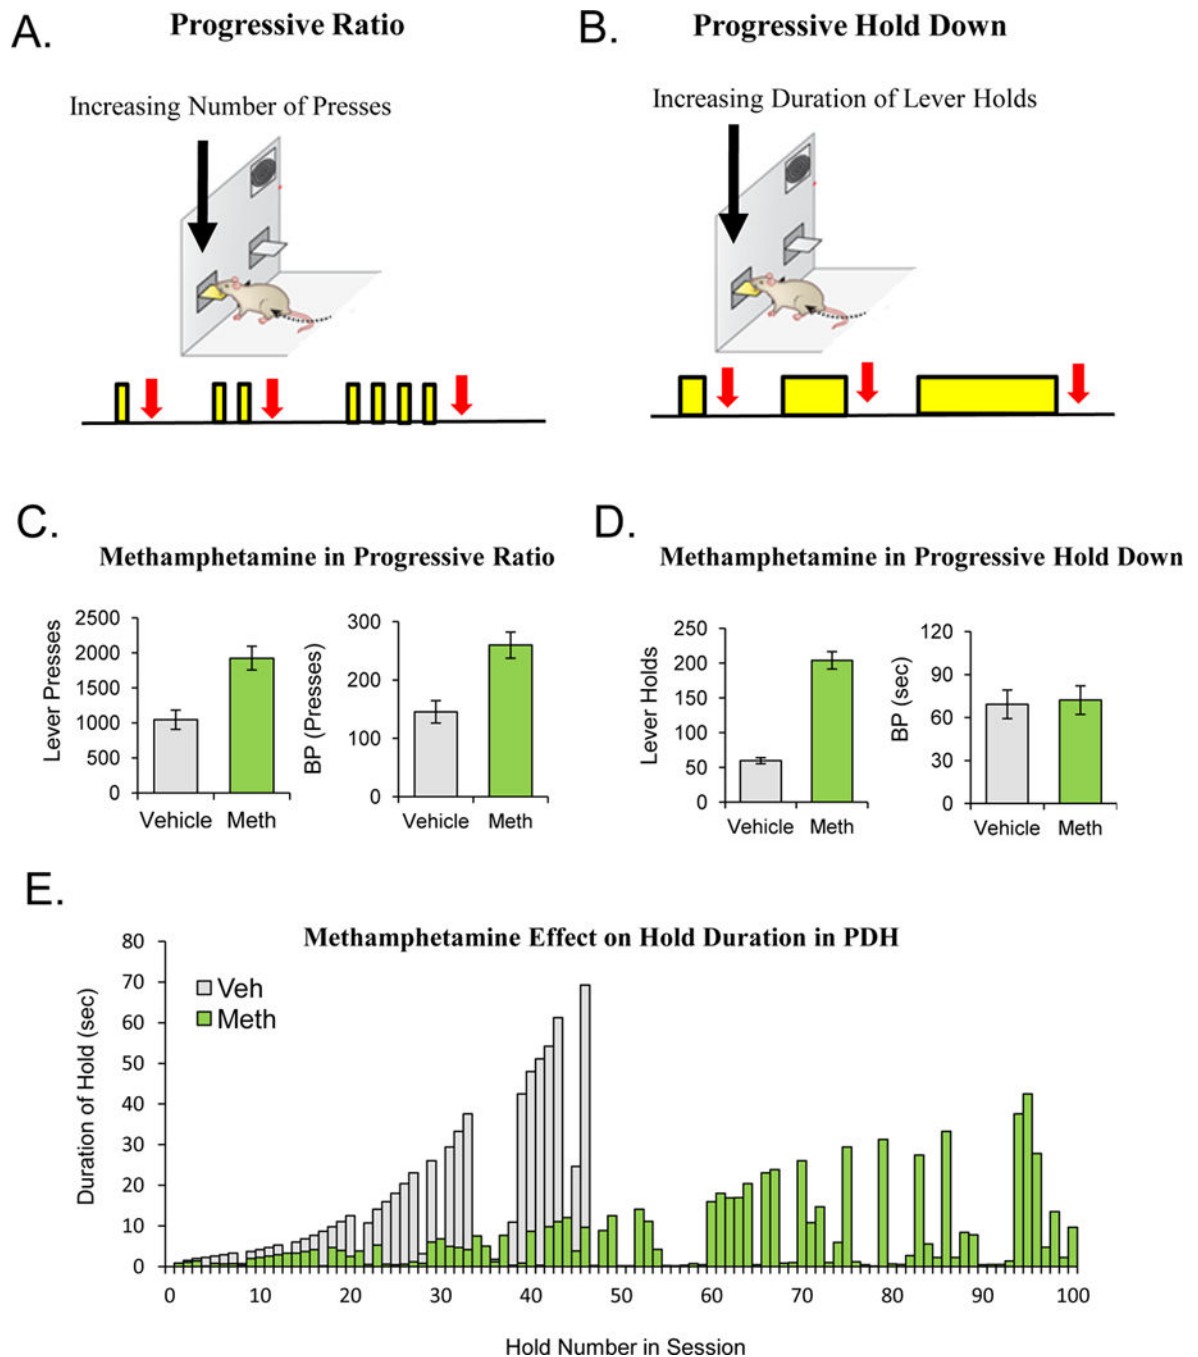 A.
Progressive Ratio
Increasing Number of Presses
B.
Progressive Hold Down
Increasing Duration of Lever Holds
C.
Methamphetamine in Progressive Ratio
Lever Presses
2500
2000
1500
1000
500
0
Vehicle Meth
BP (Presses)
300
200
100
0
Vehicle Meth
D.
Methamphetamine in Progressive Hold Down
Lever Holds
250
200
150
100
50
0
Vehicle Meth
BP (sec)
120
90
60
30
0
Vehicle Meth
E.
Methamphetamine Effect on Hold Duration in PDH
Duration of Hold (sec)
80
70
60
50
40
30
20
10
0
Veh
Meth
0 10 20 30 40 50 60 70 80 90 100
Hold Number in Session